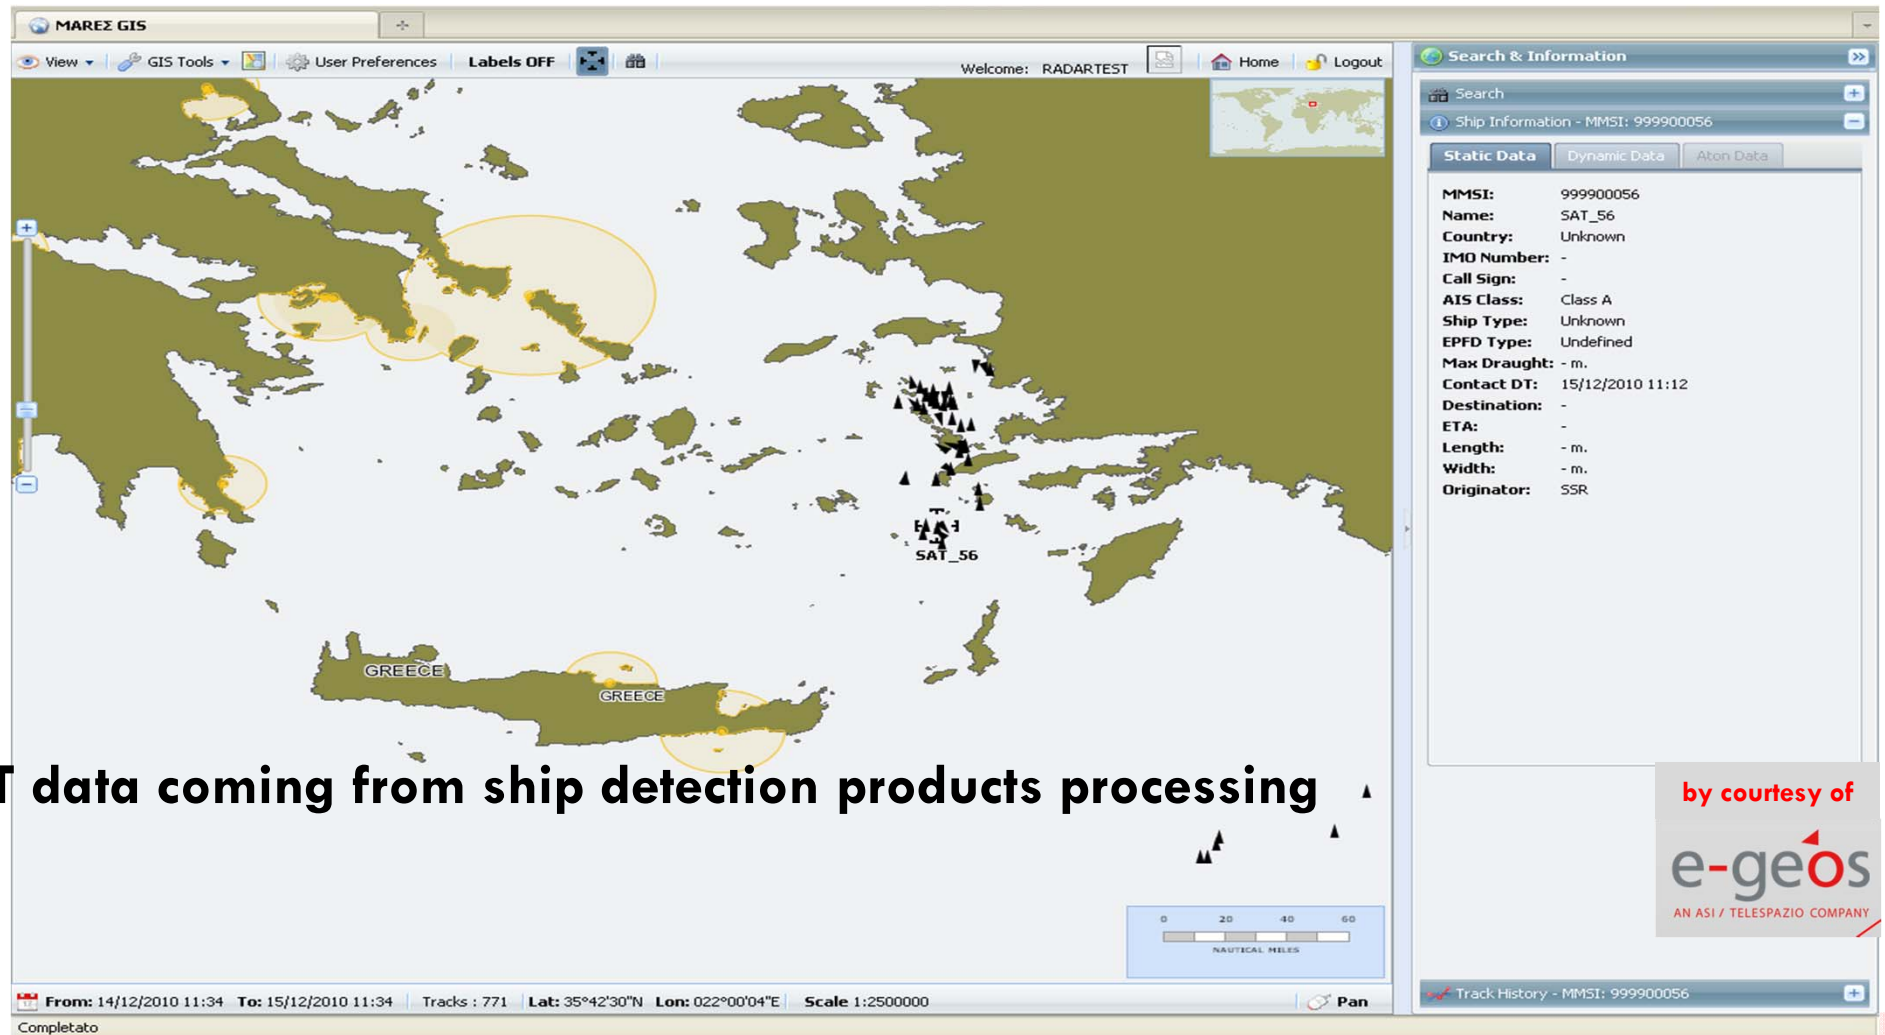 MAREΣ GIS
View GIS Tools User Preferences Labels OFF Welcome: RADARTEST Home Logout
Search & Information
Search
Ship Information - MMSI: 999900056
Static Data Dynamic Data Aton Data
MMSI: 999900056
Name: SAT_56
Country: Unknown
IMO Number: -
Call Sign: -
AIS Class: Class A
Ship Type: Unknown
EPFD Type: Undefined
Max Draught: - m.
Contact DT: 15/12/2010 11:12
Destination: -
ETA: -
Length: - m.
Width: - m.
Originator: SSR
SAT_56
GREECE
GREECE
T data coming from ship detection products processing
by courtesy of
e-geos
AN ASI / TELESPAZIO COMPANY
0 20 40 60
NAUTICAL MILES
From: 14/12/2010 11:34 To: 15/12/2010 11:34 Tracks : 771 Lat: 35°42'30"N Lon: 022°00'04"E Scale 1:2500000 Pan
Track History - MMSI: 999900056
Completato